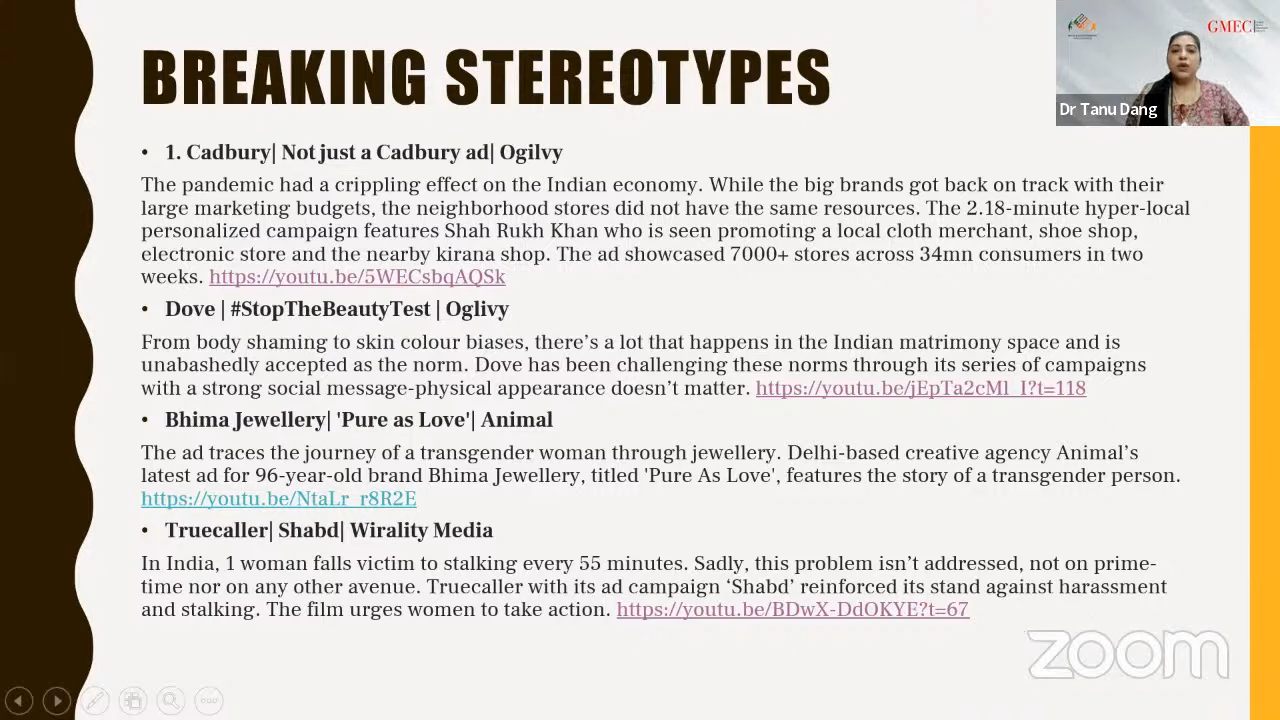 BREAKING STEREOTYPES
GMEC
Dr Tanu Dang
• 1. Cadbury| Not just a Cadbury ad| Ogilvy
The pandemic had a crippling effect on the Indian economy. While the big brands got back on track with their
large marketing budgets, the neighborhood stores did not have the same resources. The 2.18-minute hyper-local
personalized campaign features Shah Rukh Khan who is seen promoting a local cloth merchant, shoe shop,
electronic store and the nearby kirana shop. The ad showcased 7000+ stores across 34mn consumers in two
weeks. https://youtu.be/5WECsbqAQSk
• Dove | #StopTheBeautyTest | Oglivy
From body shaming to skin colour biases, there’s a lot that happens in the Indian matrimony space and is
unabashedly accepted as the norm. Dove has been challenging these norms through its series of campaigns
with a strong social message-physical appearance doesn’t matter. https://youtu.be/jEpTa2cMl_I?t=118
• Bhima Jewellery| 'Pure as Love'| Animal
The ad traces the journey of a transgender woman through jewellery. Delhi-based creative agency Animal’s
latest ad for 96-year-old brand Bhima Jewellery, titled 'Pure As Love', features the story of a transgender person.
https://youtu.be/NtaLr_r8R2E
• Truecaller| Shabd| Wirality Media
In India, 1 woman falls victim to stalking every 55 minutes. Sadly, this problem isn’t addressed, not on prime-
time nor on any other avenue. Truecaller with its ad campaign ‘Shabd’ reinforced its stand against harassment
and stalking. The film urges women to take action. https://youtu.be/BDwX-DdOKYE?t=67
zoom